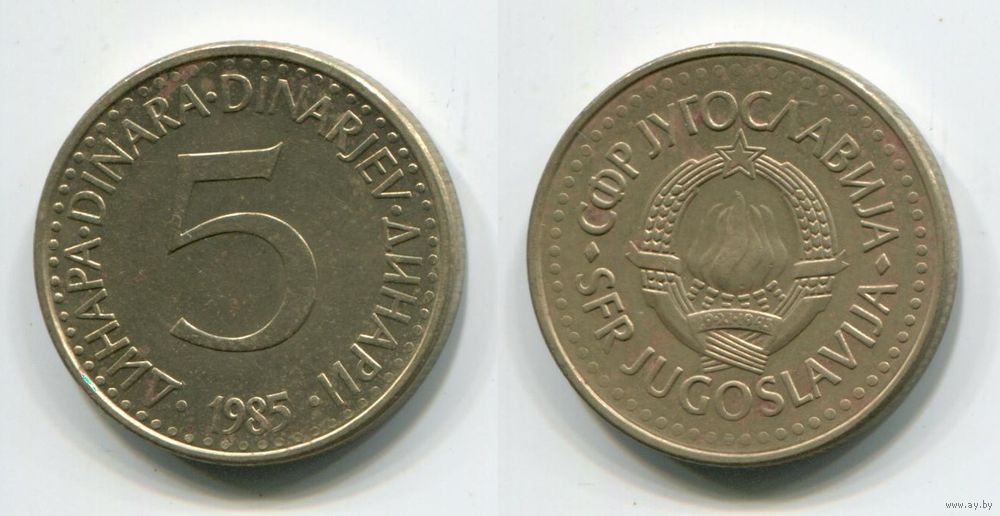 ДИНАРА · DINARA · DINARJEV · ДИНАРИ
5
· 1985 ·
СФР ЈУГОСЛАВИЈА
SFR JUGOSLAVIJA
www.ay.by